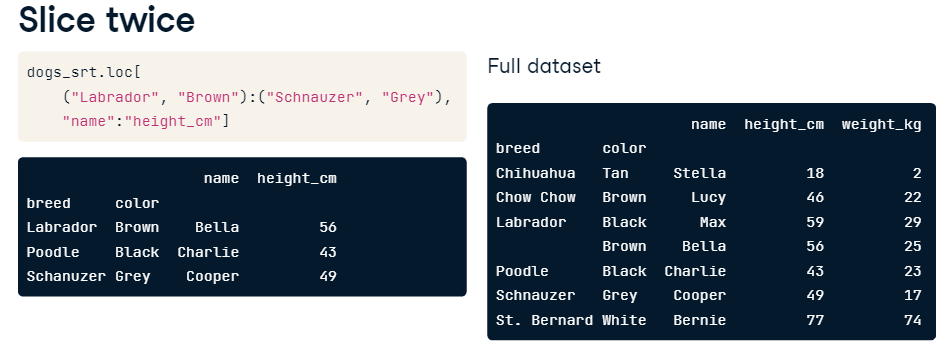 Slice twice
dogs_srt.loc[
("Labrador", "Brown"):("Schnauzer", "Grey"),
"name":"height_cm"]
name height_cm
breed color
Labrador Brown Bella 56
Poodle Black Charlie 43
Schanuzer Grey Cooper 49
Full dataset
name height_cm weight_kg
breed color
Chihuahua Tan Stella 18 2
Chow Chow Brown Lucy 46 22
Labrador Black Max 59 29
Brown Bella 56 25
Poodle Black Charlie 43 23
Schnauzer Grey Cooper 49 17
St. Bernard White Bernie 77 74